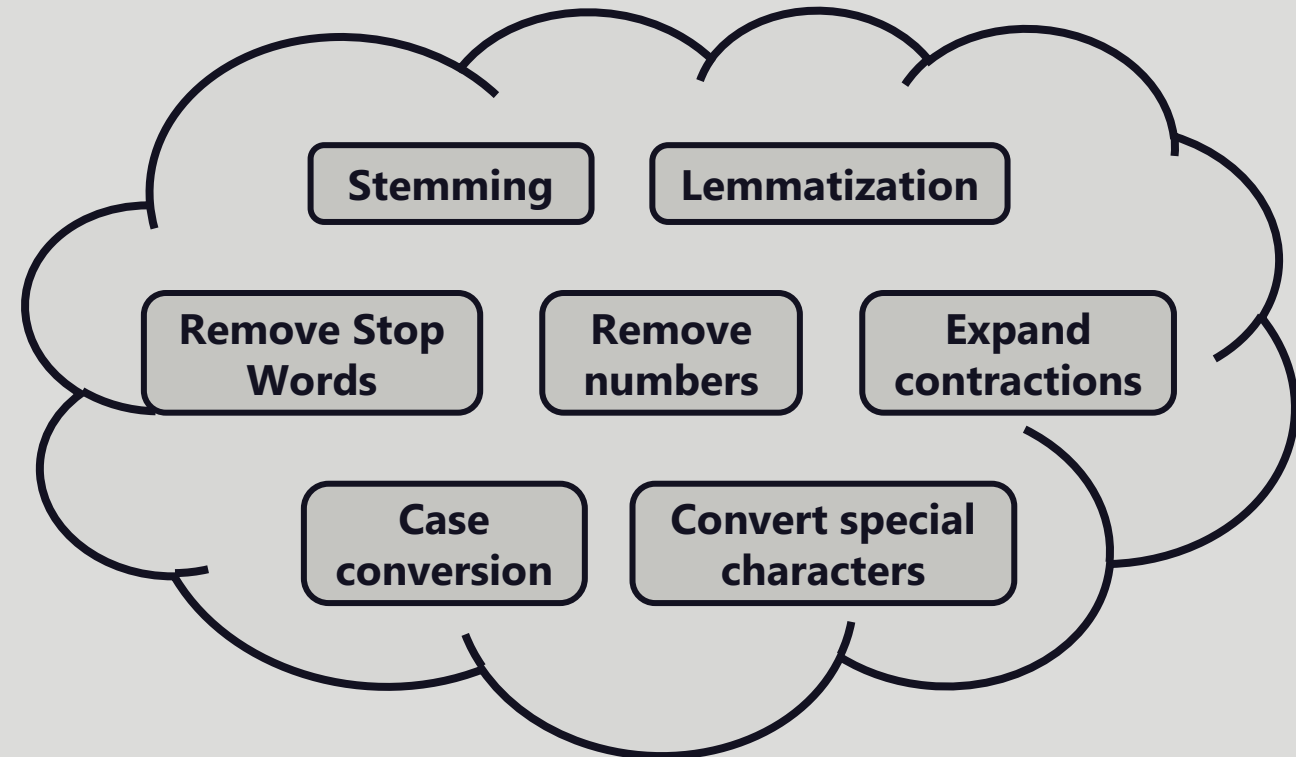 Stemming
Lemmatization
Remove Stop
Words
Remove
numbers
Expand
contractions
Case
conversion
Convert special
characters